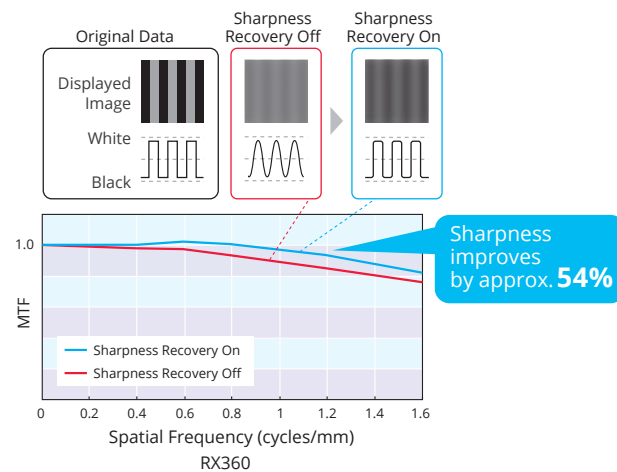 Original Data
Sharpness
Recovery Off
Sharpness
Recovery On
Displayed
Image
White
Black
1.0
MTF
Sharpness
improves
by approx. 54%
Sharpness Recovery On
Sharpness Recovery Off
0 0.2 0.4 0.6 0.8 1 1.2 1.4 1.6
Spatial Frequency (cycles/mm)
RX360